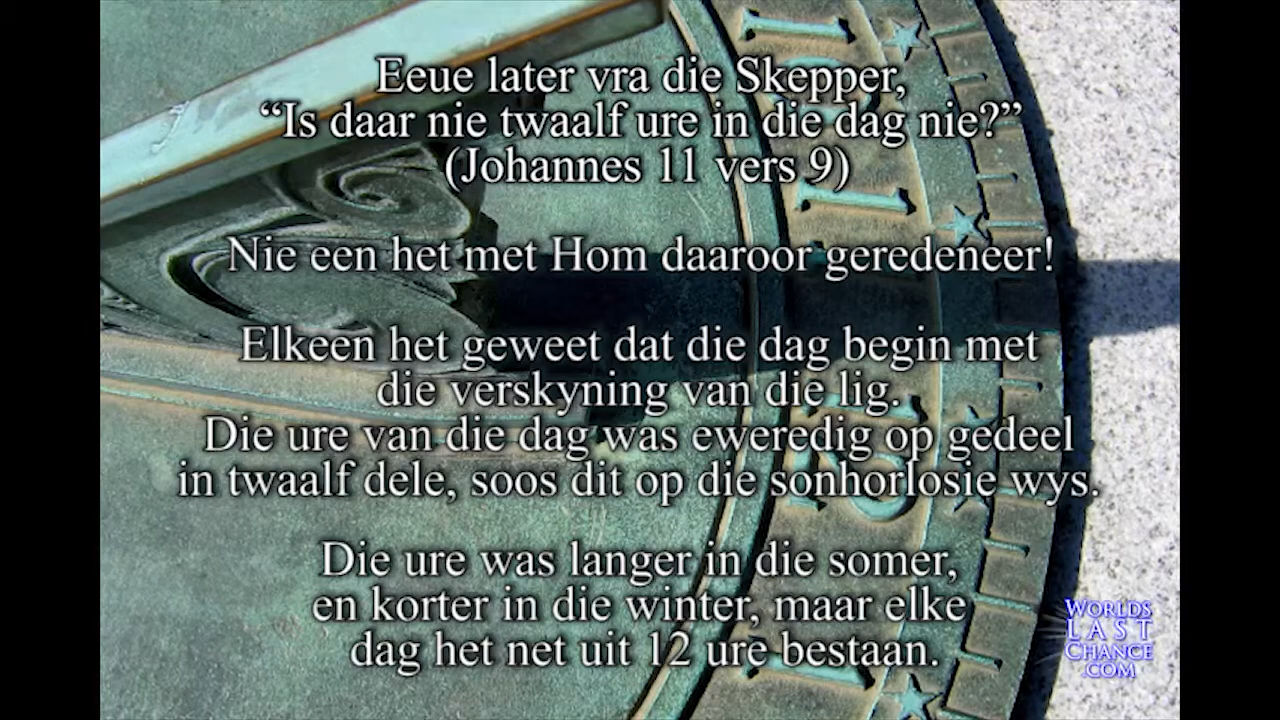 Eeue later vra die Skepper,
“Is daar nie twaalf ure in die dag nie?”
(Johannes 11 vers 9)
Nie een het met Hom daaroor geredeneer!
Elkeen het geweet dat die dag begin met
die verskyning van die lig.
Die ure van die dag was eweredig op gedeel
in twaalf dele, soos dit op die sonhorlosie wys.
Die ure was langer in die somer,
en korter in die winter, maar elke
dag het net uit 12 ure bestaan.
WORLDS
LAST
CHANCE
.COM